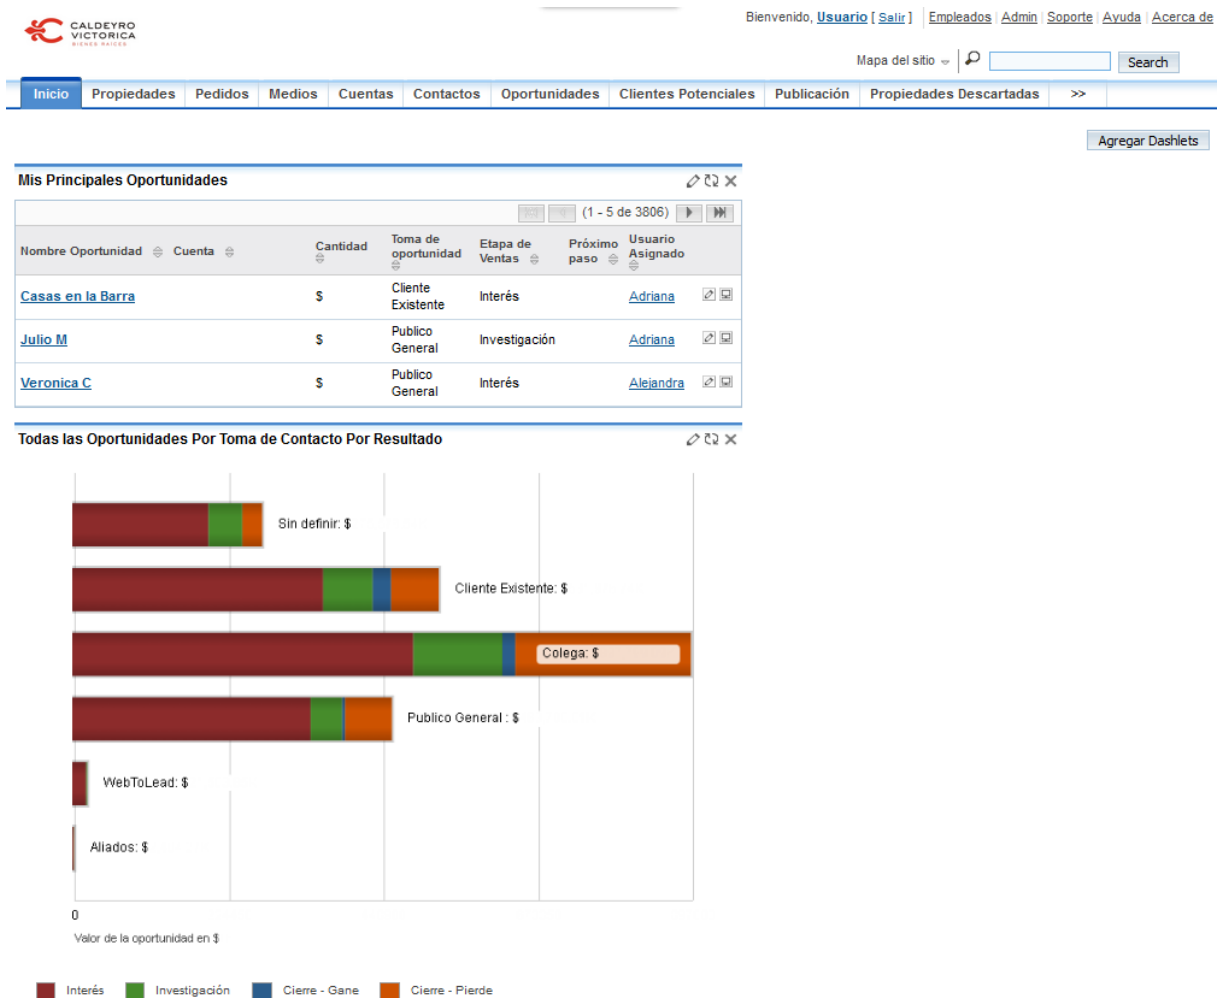 CALDEYRO
VICTORICA
BIENES RAICES
Bienvenido, Usuario [ Salir ] Empleados Admin Soporte Ayuda Acerca de
Mapa del sitio Search
Inicio Propiedades Pedidos Medios Cuentas Contactos Oportunidades Clientes Potenciales Publicación Propiedades Descartadas >>
Agregar Dashlets
Mis Principales Oportunidades
(1 - 5 de 3806)
Nombre Oportunidad Cuenta Cantidad Toma de oportunidad Etapa de Ventas Próximo paso Usuario Asignado
Casas en la Barra $ Cliente Existente Interés Adriana
Julio M $ Publico General Investigación Adriana
Veronica C $ Publico General Interés Alejandra
Todas las Oportunidades Por Toma de Contacto Por Resultado
Sin definir: $
Cliente Existente: $
Colega: $
Publico General : $
WebToLead: $
Aliados: $
0
Valor de la oportunidad en $
Interés Investigación Cierre - Gane Cierre - Pierde